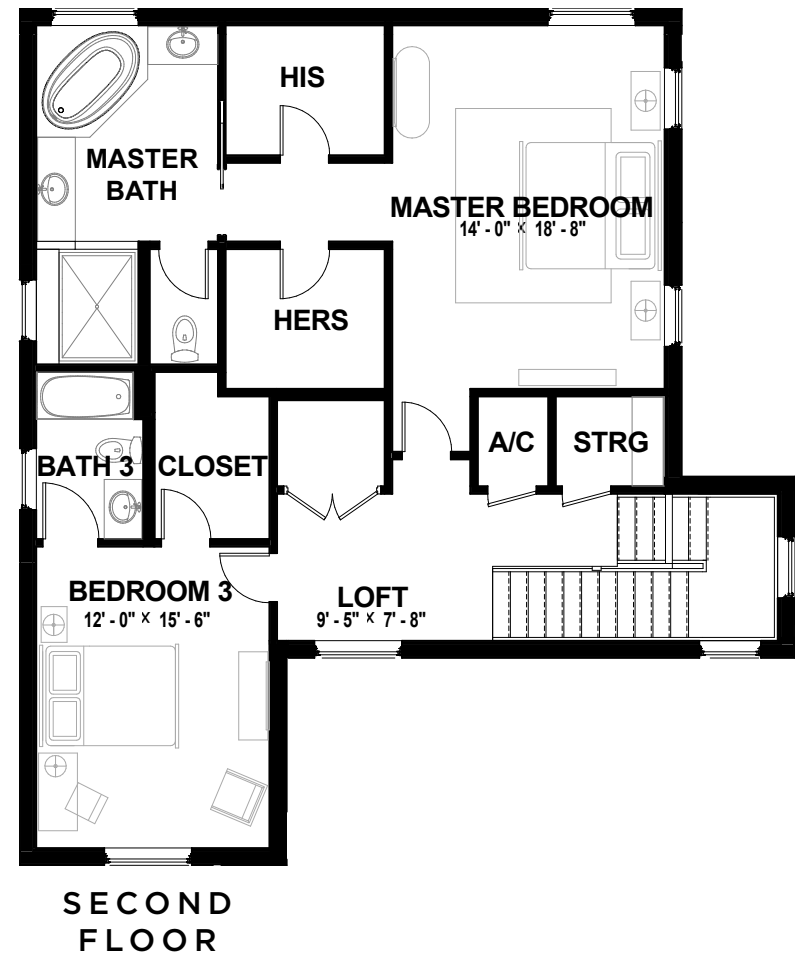 HIS
MASTER
BATH
MASTER BEDROOM
14' - 0" × 18' - 8"
HERS
A/C
STRG
BATH 3
CLOSET
BEDROOM 3
12' - 0" × 15' - 6"
LOFT
9' - 5" × 7' - 8"
SECOND
FLOOR